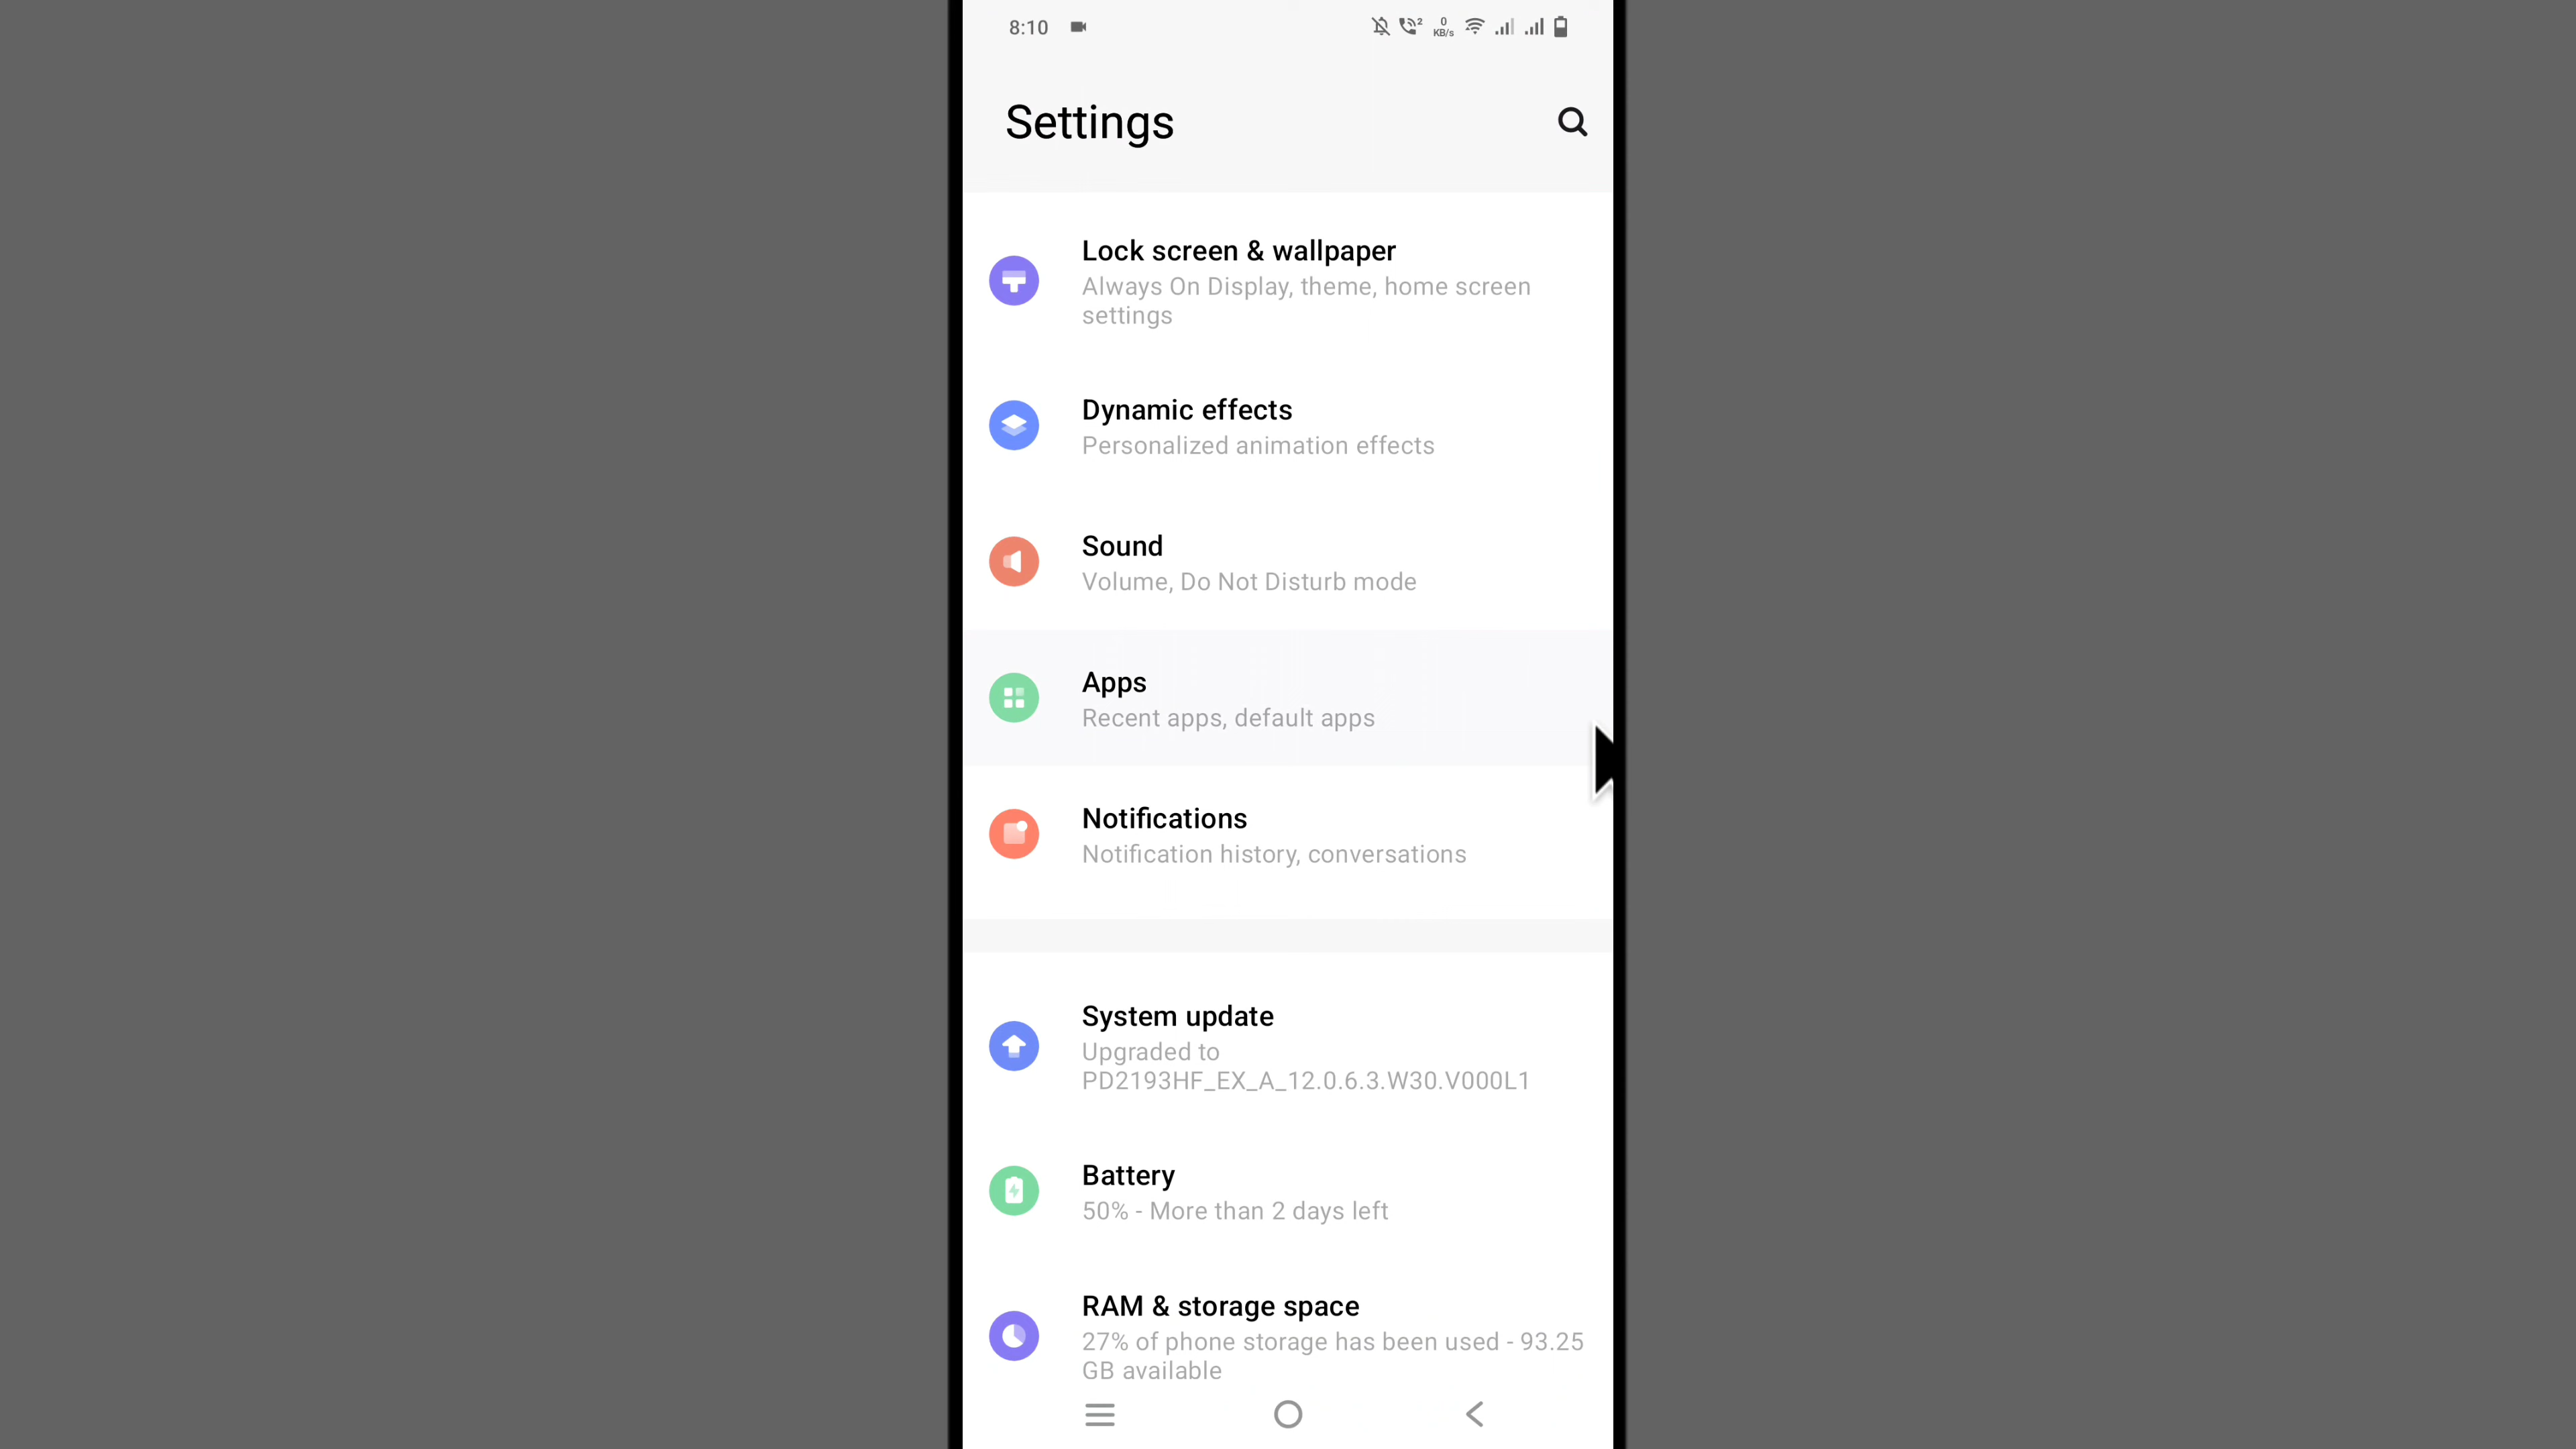 8:10
2
0
KB/s
Settings
Lock screen & wallpaper
Always On Display, theme, home screen
settings
Dynamic effects
Personalized animation effects
Sound
Volume, Do Not Disturb mode
Apps
Recent apps, default apps
Notifications
Notification history, conversations
System update
Upgraded to
PD2193HF_EX_A_12.0.6.3.W30.V000L1
Battery
50% - More than 2 days left
RAM & storage space
27% of phone storage has been used - 93.25
GB available